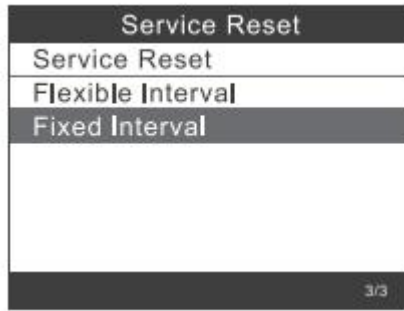 Service Reset
Service Reset
Flexible Interval
Fixed Interval
3/3